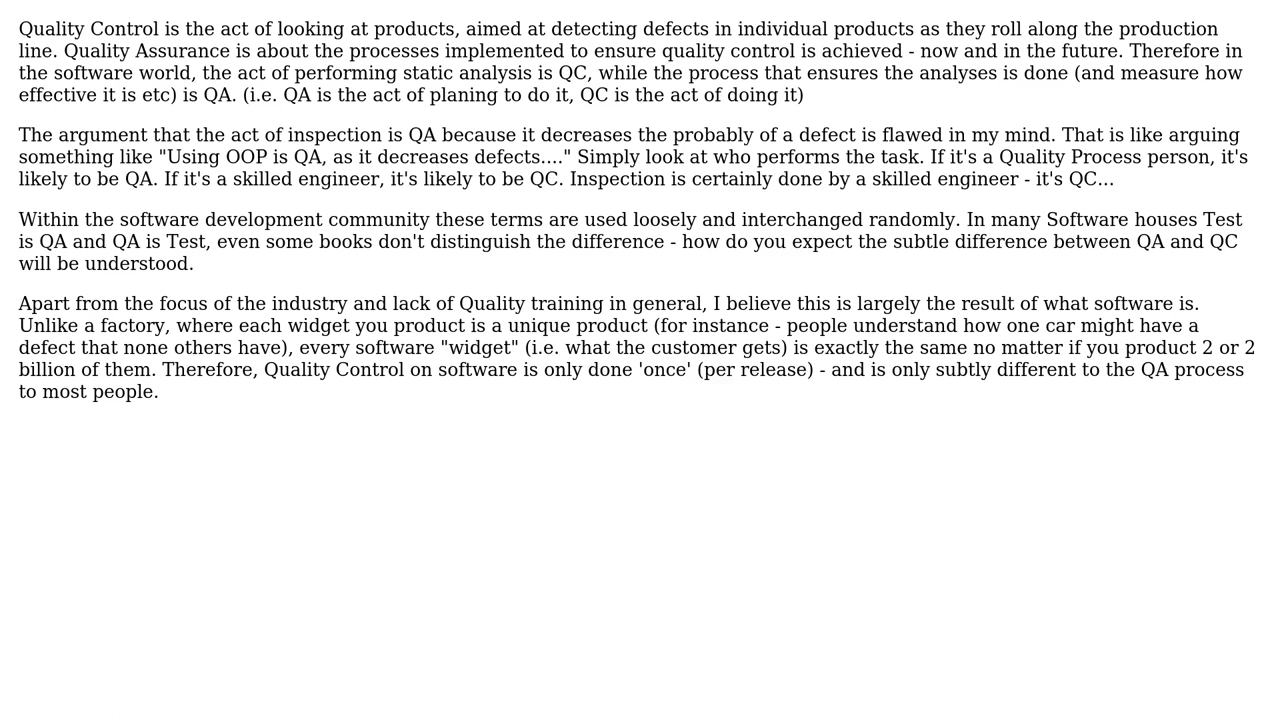 Quality Control is the act of looking at products, aimed at detecting defects in individual products as they roll along the production
line. Quality Assurance is about the processes implemented to ensure quality control is achieved - now and in the future. Therefore in
the software world, the act of performing static analysis is QC, while the process that ensures the analyses is done (and measure how
effective it is etc) is QA. (i.e. QA is the act of planing to do it, QC is the act of doing it)
The argument that the act of inspection is QA because it decreases the probably of a defect is flawed in my mind. That is like arguing
something like "Using OOP is QA, as it decreases defects...." Simply look at who performs the task. If it's a Quality Process person, it's
likely to be QA. If it's a skilled engineer, it's likely to be QC. Inspection is certainly done by a skilled engineer - it's QC...
Within the software development community these terms are used loosely and interchanged randomly. In many Software houses Test
is QA and QA is Test, even some books don't distinguish the difference - how do you expect the subtle difference between QA and QC
will be understood.
Apart from the focus of the industry and lack of Quality training in general, I believe this is largely the result of what software is.
Unlike a factory, where each widget you product is a unique product (for instance - people understand how one car might have a
defect that none others have), every software "widget" (i.e. what the customer gets) is exactly the same no matter if you product 2 or 2
billion of them. Therefore, Quality Control on software is only done 'once' (per release) - and is only subtly different to the QA process
to most people.